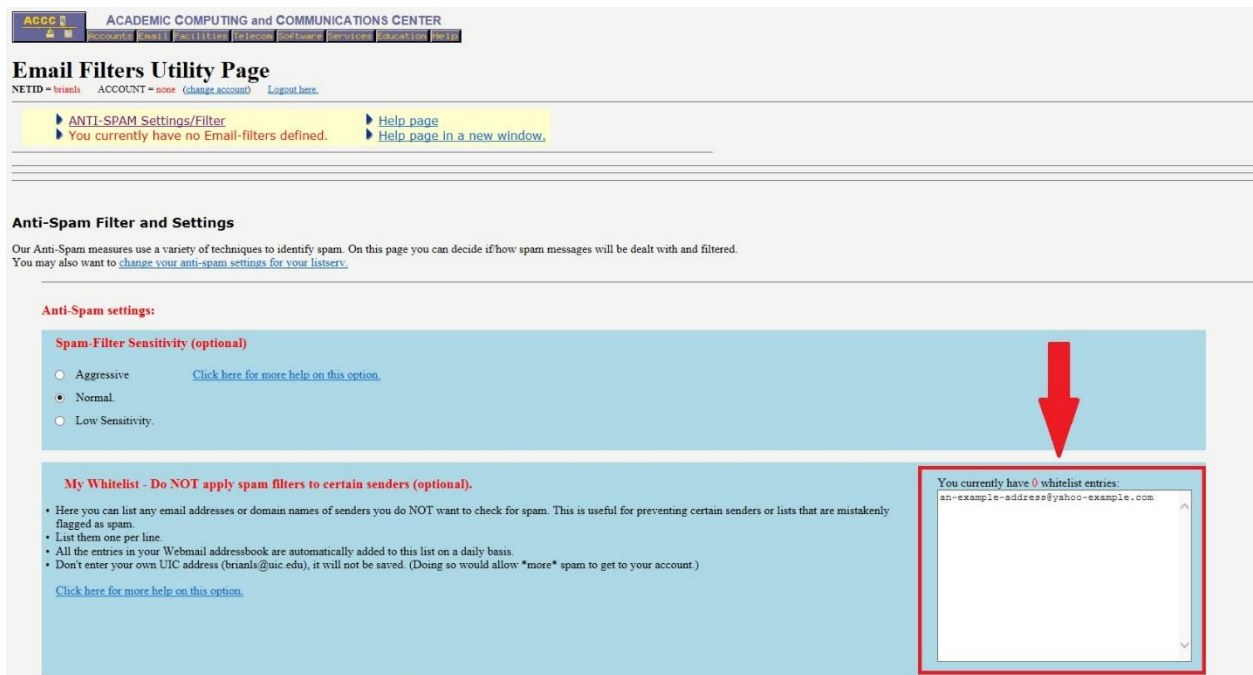 ACCC
ACADEMIC COMPUTING and COMMUNICATIONS CENTER
Accounts Email Facilities Telecom Software Services Education Help
Email Filters Utility Page
NETID = brianls ACCOUNT = none (change account) Logout here.
ANTI-SPAM Settings/Filter Help page
You currently have no Email-filters defined. Help page in a new window.
Anti-Spam Filter and Settings
Our Anti-Spam measures use a variety of techniques to identify spam. On this page you can decide if/how spam messages will be dealt with and filtered.
You may also want to change your anti-spam settings for your listserv.
Anti-Spam settings:
Spam-Filter Sensitivity (optional)
Aggressive Click here for more help on this option.
Normal.
Low Sensitivity.
My Whitelist - Do NOT apply spam filters to certain senders (optional).
• Here you can list any email addresses or domain names of senders you do NOT want to check for spam. This is useful for preventing certain senders or lists that are mistakenly
flagged as spam.
• List them one per line.
• All the entries in your Webmail addressbook are automatically added to this list on a daily basis.
• Don't enter your own UIC address (brianls@uic.edu), it will not be saved. (Doing so would allow *more* spam to get to your account.)
Click here for more help on this option.
You currently have 0 whitelist entries:
an-example-address@yahoo-example.com